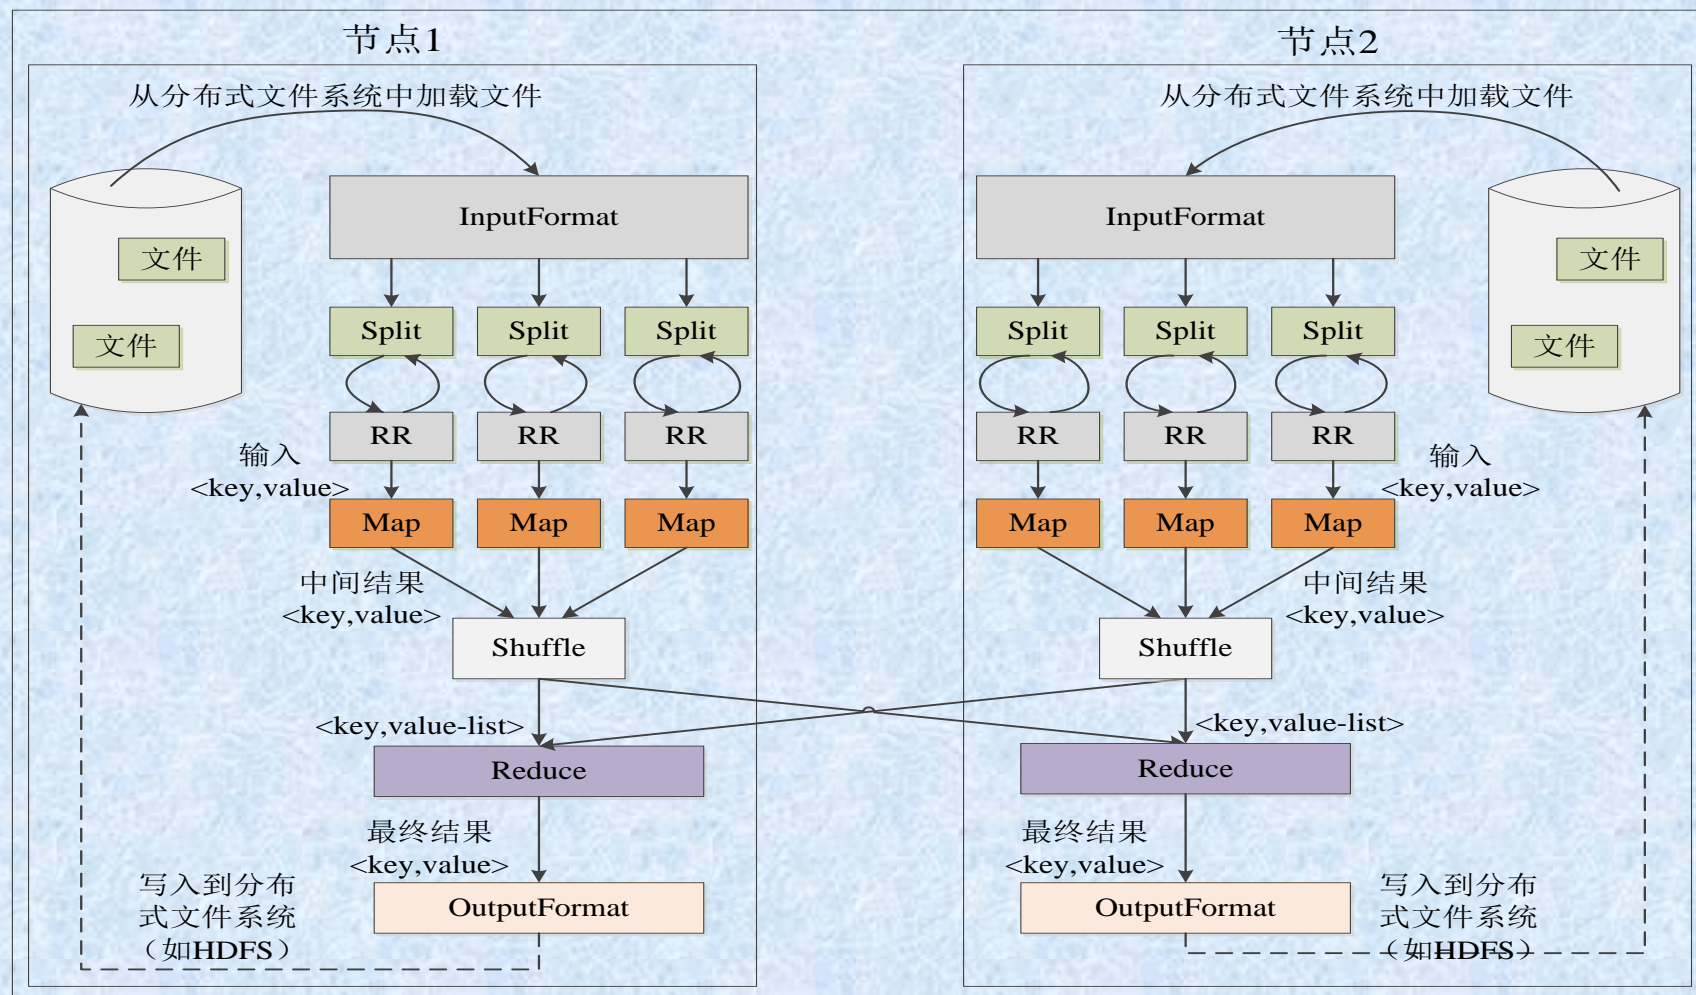 节点1
从分布式文件系统中加载文件
InputFormat
文件
文件
Split
Split
Split
RR
RR
RR
输入
<key,value>
Map
Map
Map
中间结果
<key,value>
Shuffle
<key,value-list>
Reduce
最终结果
<key,value>
OutputFormat
写入到分布
式文件系统
（如HDFS）
节点2
从分布式文件系统中加载文件
InputFormat
文件
文件
Split
Split
Split
RR
RR
RR
输入
<key,value>
Map
Map
Map
中间结果
<key,value>
Shuffle
<key,value-list>
Reduce
最终结果
<key,value>
OutputFormat
写入到分布
式文件系统
（如HDFS）